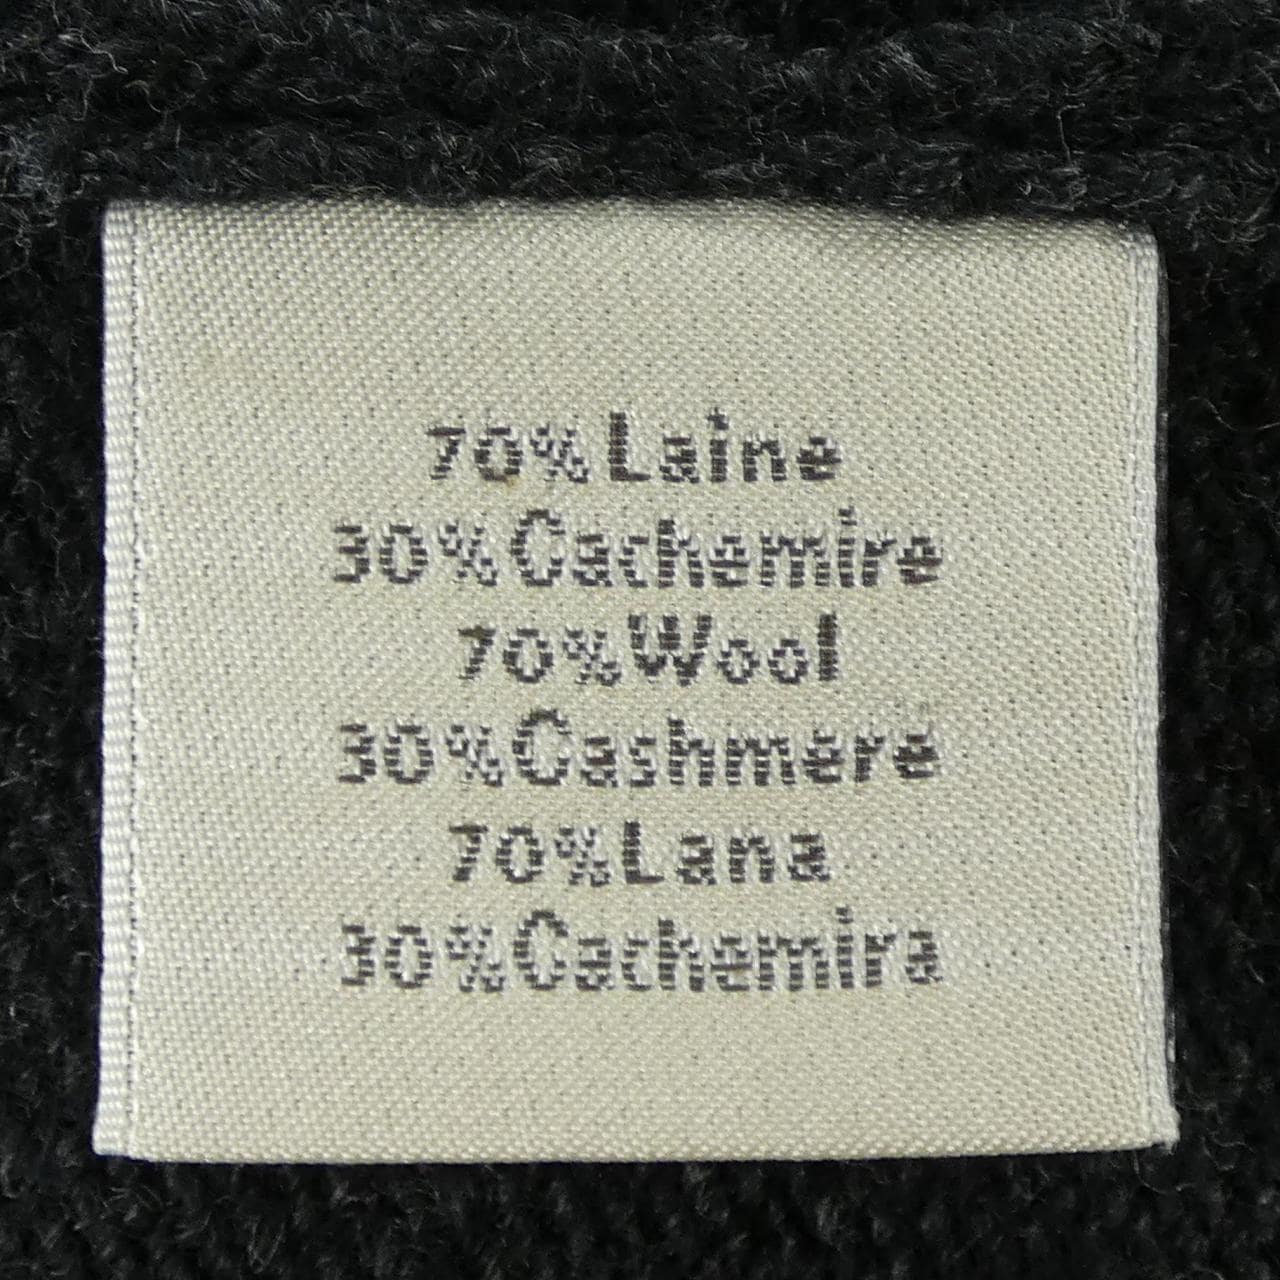 70% Laine
30% Cachemire
70% Wool
30% Cashmere
70% Lana
30% Cachemira